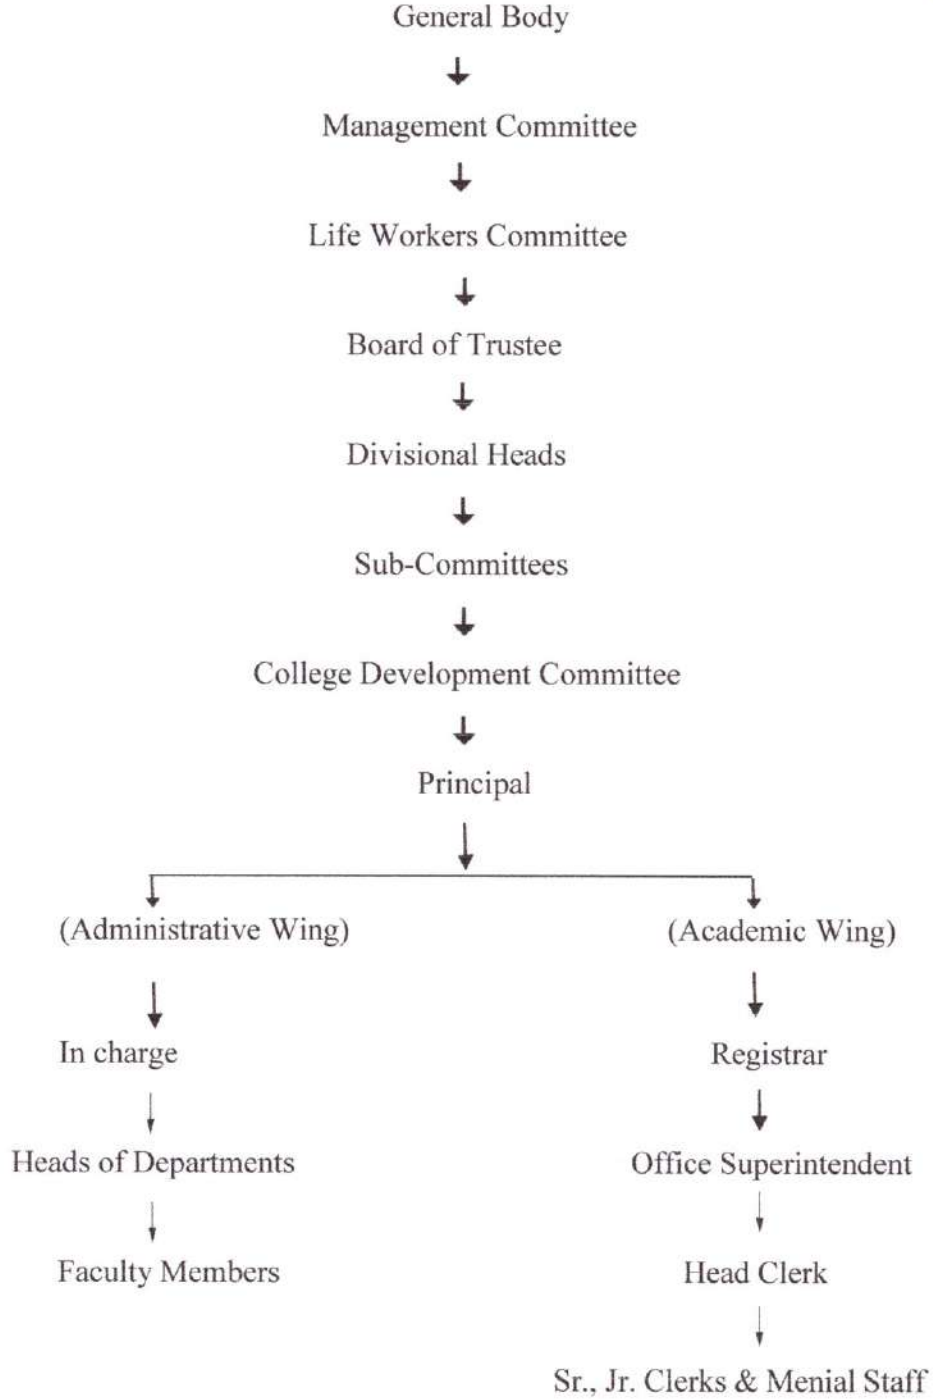 General Body
Management Committee
Life Workers Committee
Board of Trustee
Divisional Heads
Sub-Committees
College Development Committee
Principal
(Administrative Wing)
(Academic Wing)
In charge
Registrar
Heads of Departments
Office Superintendent
Faculty Members
Head Clerk
Sr., Jr. Clerks & Menial Staff